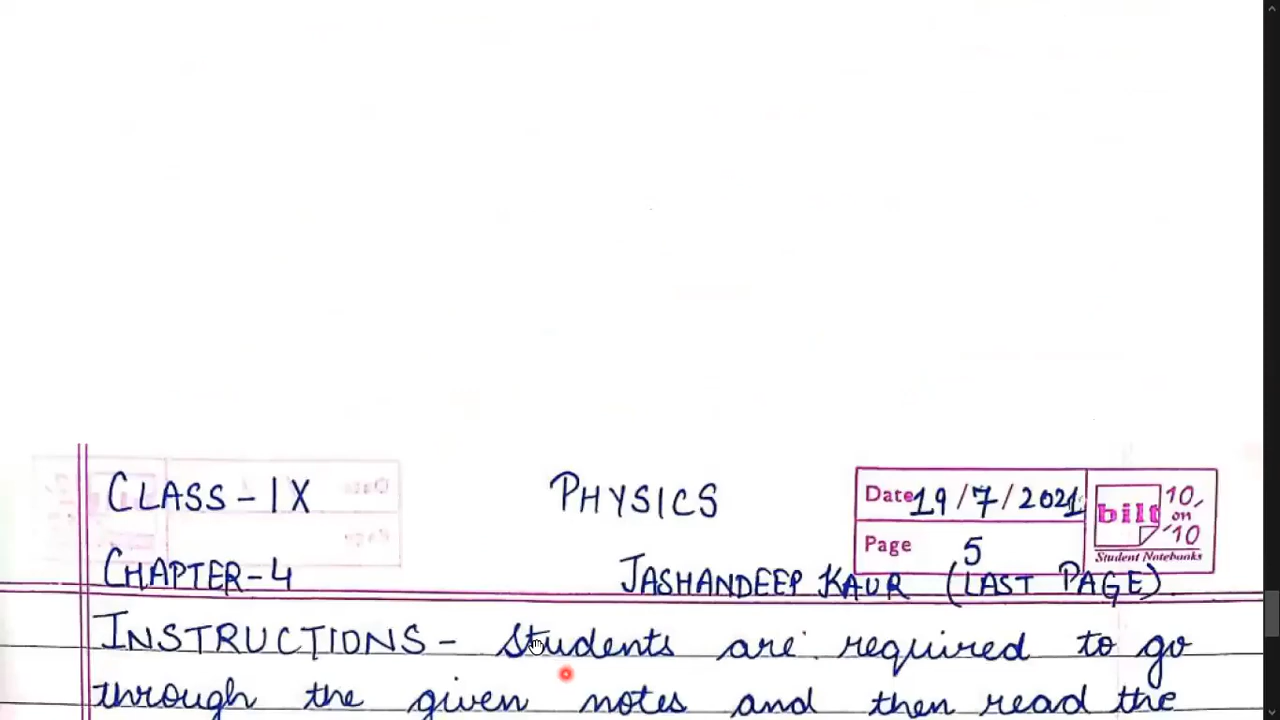 CLASS-IX PHYSICS Date 19/7/2021 bilt 10 on 10
Page 5 Student Notebooks
CHAPTER-4 JASHANDEEP KAUR (LAST PAGE)
INSTRUCTIONS- Students are required to go
through the given notes and then read the